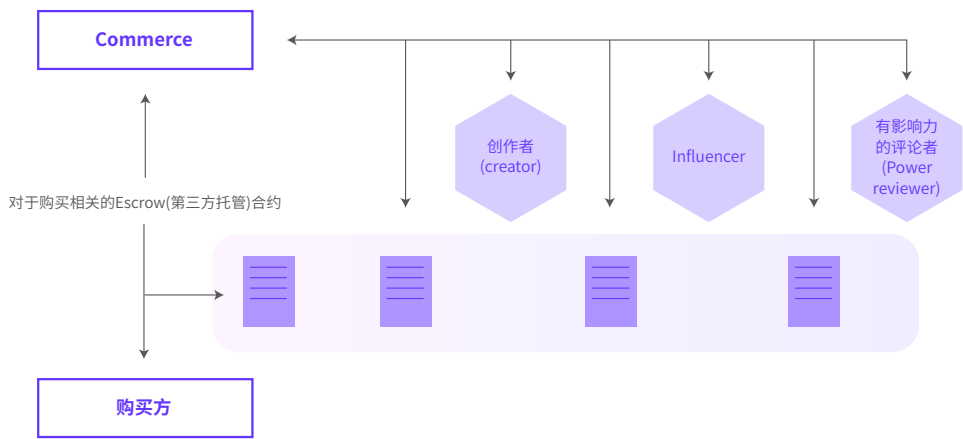 Commerce
创作者
(creator)
Influencer
有影响力
的评论者
(Power
reviewer)
对于购买相关的Escrow(第三方托管)合约
购买方